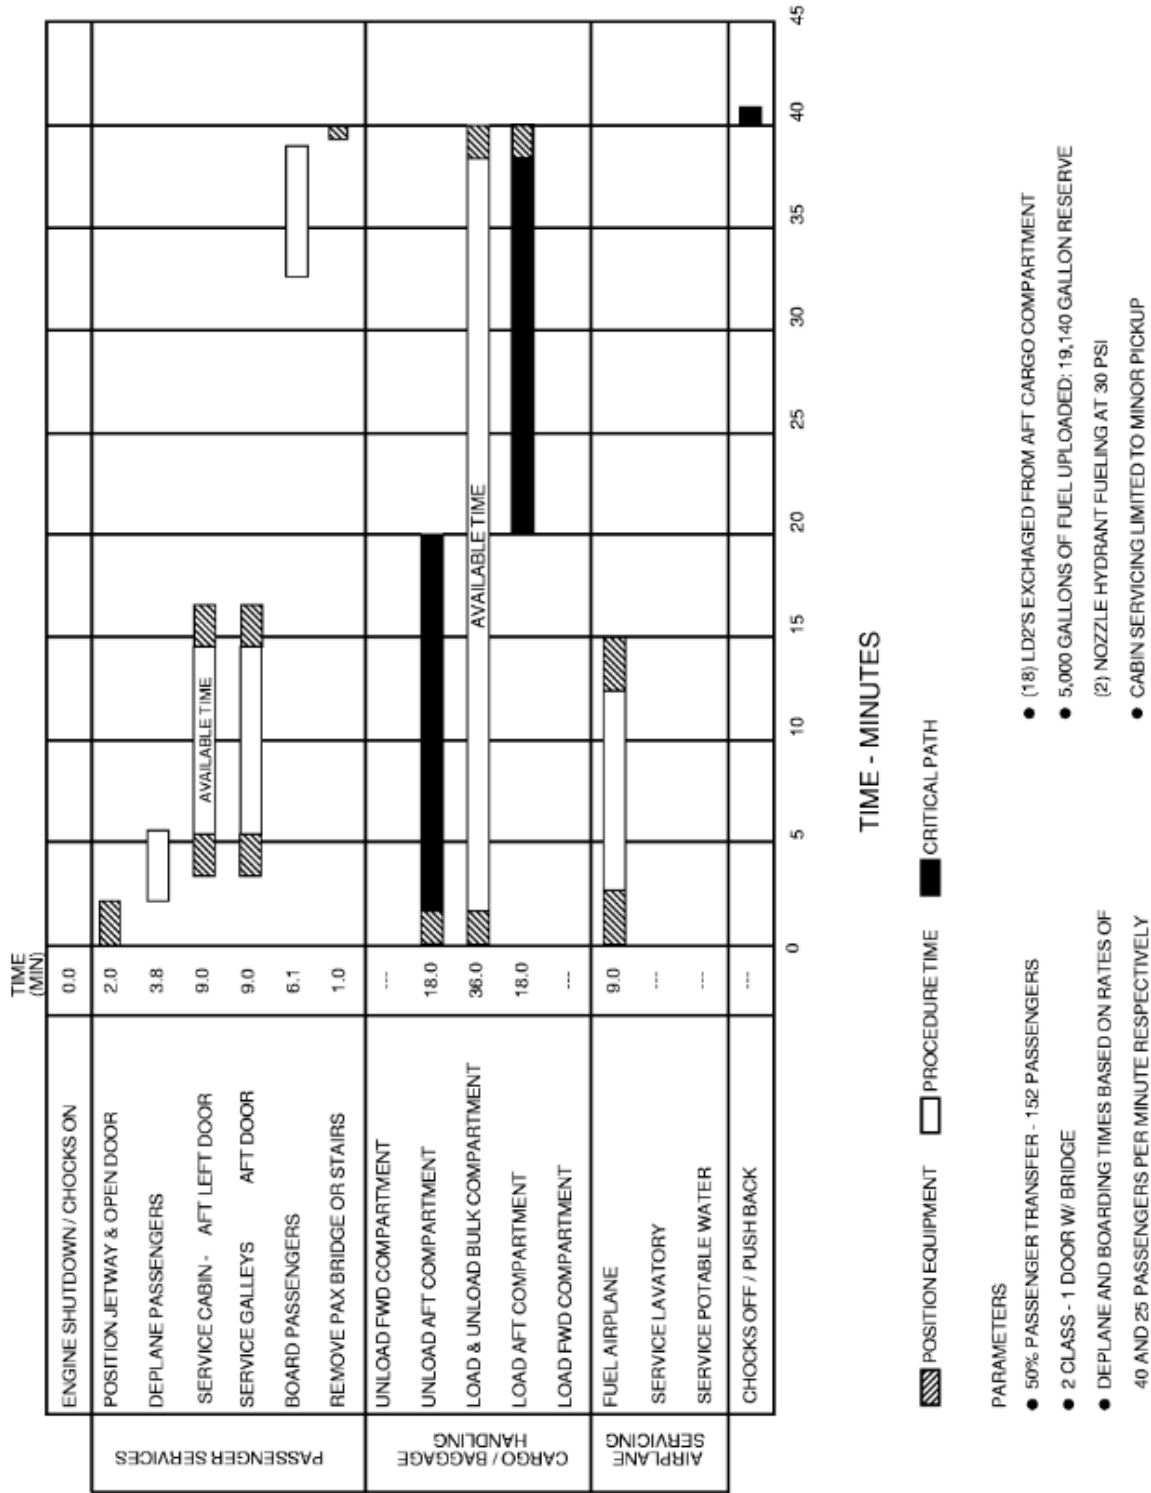 TIME
(MIN)
ENGINE SHUTDOWN / CHOCKS ON 0.0
PASSENGER SERVICES
POSITION JETWAY & OPEN DOOR 2.0
DEPLANE PASSENGERS 3.8
SERVICE CABIN - AFT LEFT DOOR 9.0 AVAILABLE TIME
SERVICE GALLEYS AFT DOOR 9.0
BOARD PASSENGERS 6.1
REMOVE PAX BRIDGE OR STAIRS 1.0
CARGO / BAGGAGE
HANDLING
UNLOAD FWD COMPARTMENT ---
UNLOAD AFT COMPARTMENT 18.0
LOAD & UNLOAD BULK COMPARTMENT 36.0 AVAILABLE TIME
LOAD AFT COMPARTMENT 18.0
LOAD FWD COMPARTMENT ---
AIRPLANE
SERVICING
FUEL AIRPLANE 9.0
SERVICE LAVATORY ---
SERVICE POTABLE WATER ---
CHOCKS OFF / PUSH BACK ---
0 5 10 15 20 25 30 35 40 45
TIME - MINUTES
POSITION EQUIPMENT PROCEDURE TIME CRITICAL PATH
PARAMETERS
● 50% PASSENGER TRANSFER - 152 PASSENGERS
● 2 CLASS - 1 DOOR W/ BRIDGE
● DEPLANE AND BOARDING TIMES BASED ON RATES OF
40 AND 25 PASSENGERS PER MINUTE RESPECTIVELY
● (18) LD2'S EXCHAGED FROM AFT CARGO COMPARTMENT
● 5,000 GALLONS OF FUEL UPLOADED: 19,140 GALLON RESERVE
(2) NOZZLE HYDRANT FUELING AT 30 PSI
● CABIN SERVICING LIMITED TO MINOR PICKUP